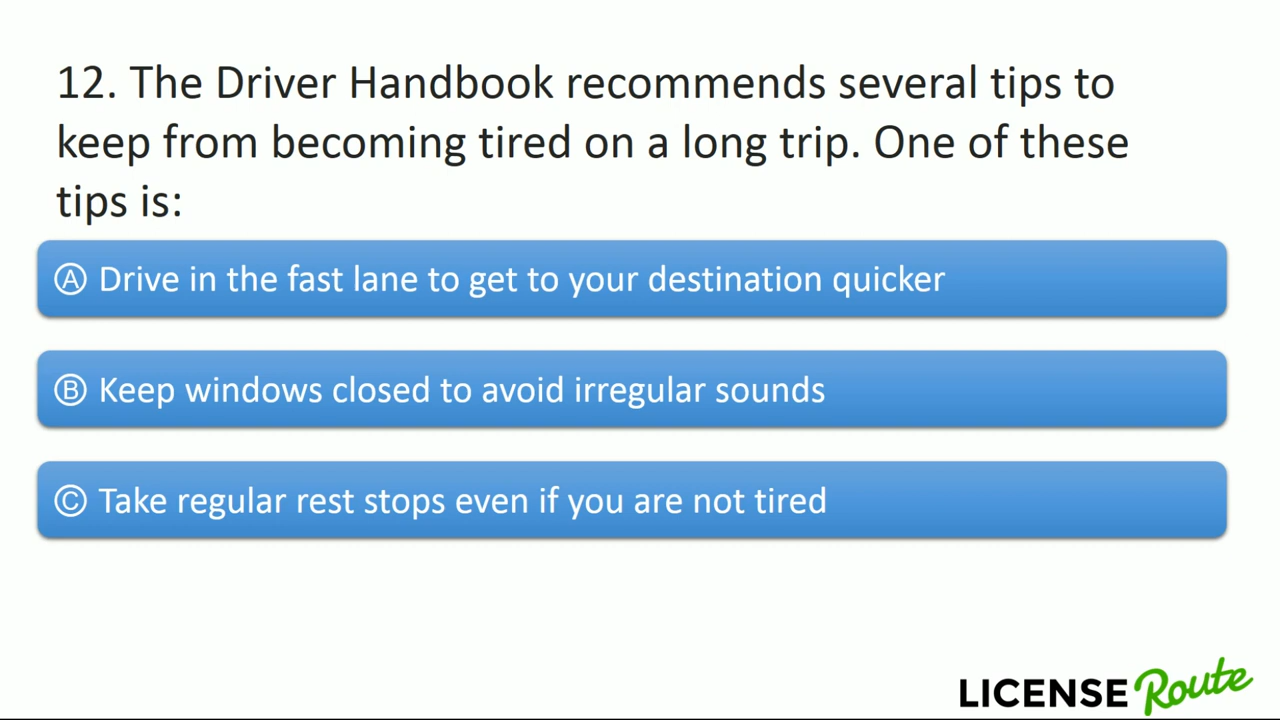 12. The Driver Handbook recommends several tips to
keep from becoming tired on a long trip. One of these
tips is:
Ⓐ Drive in the fast lane to get to your destination quicker
Ⓑ Keep windows closed to avoid irregular sounds
Ⓒ Take regular rest stops even if you are not tired
LICENSE Route